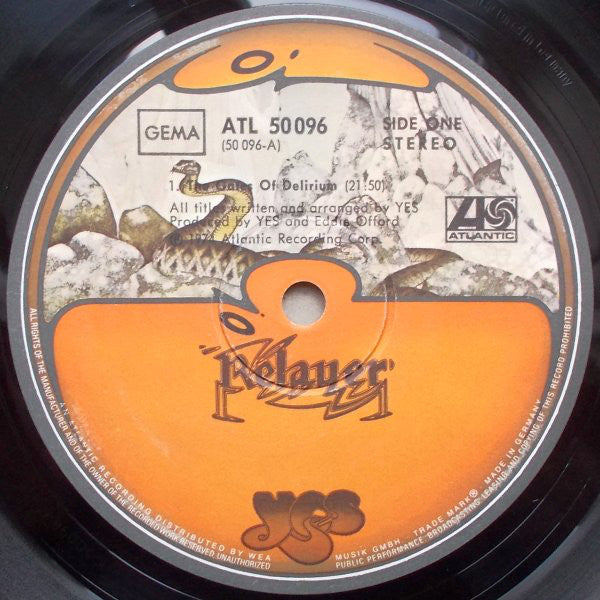 GEMA
ATL 50096
(50 096-A)
SIDE ONE
STEREO
1. The Gates Of Delirium (21:50)
All titles written and arranged by YES
Produced by YES and Eddie Offord
Ⓟ 1974 Atlantic Recording Corp.
ATLANTIC
Relayer
yes
ALL RIGHTS OF THE MANUFACTURER AND OF THE OWNER OF THE RECORDED WORK RESERVED. UNAUTHORIZED
PUBLIC PERFORMANCE BROADCASTING LEASING AND COPYING OF THIS RECORD PROHIBITED
AN ATLANTIC RECORDING DISTRIBUTED BY WEA
MUSIK GMBH · TRADE MARK® MADE IN GERMANY